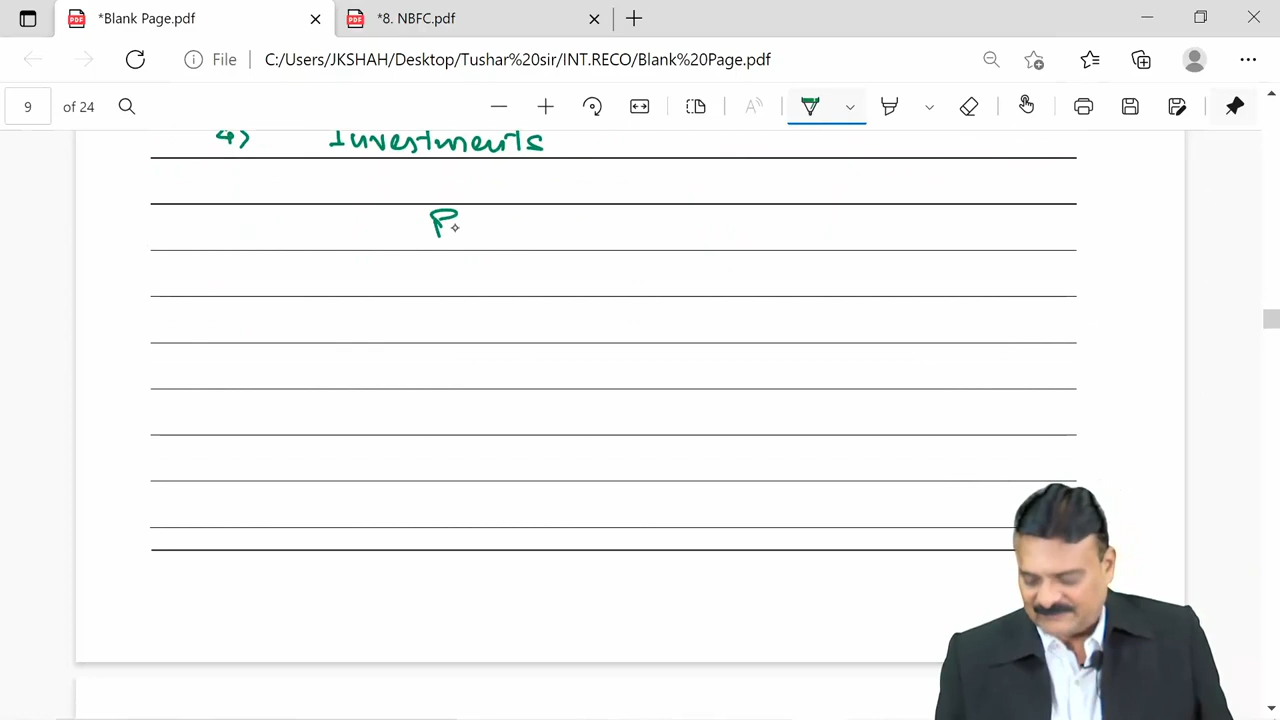 *Blank Page.pdf
*8. NBFC.pdf
File C:/Users/JKSHAH/Desktop/Tushar%20sir/INT.RECO/Blank%20Page.pdf
9 of 24
4) Investments
P